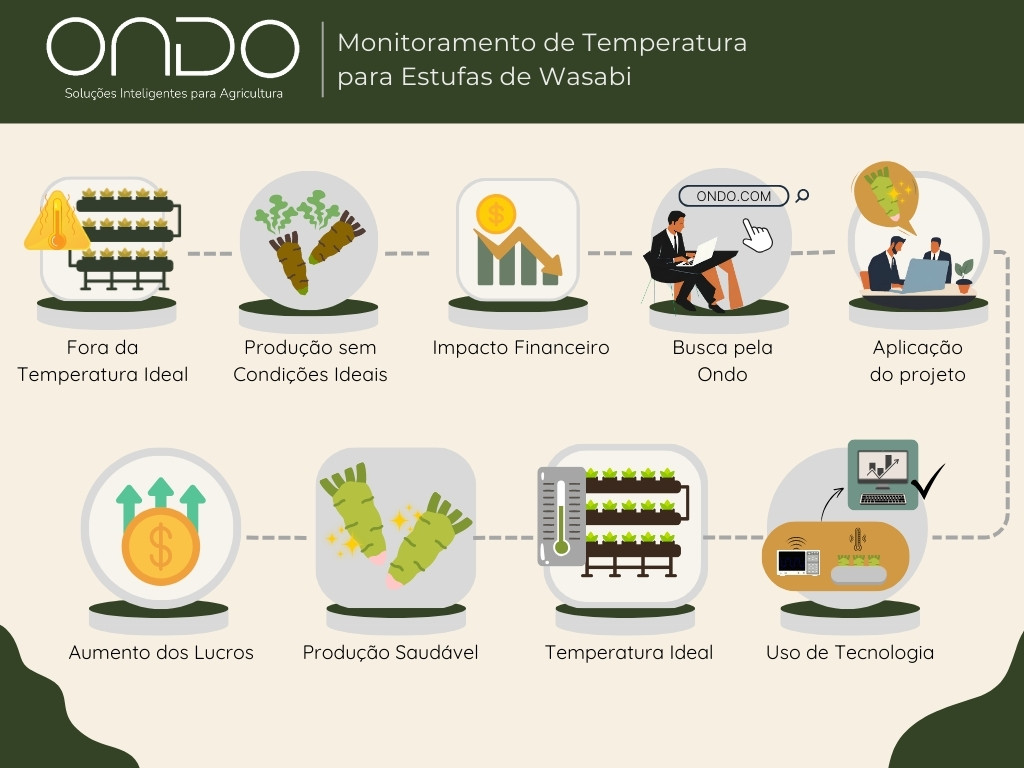 ONDO
Soluções Inteligentes para Agricultura
Monitoramento de Temperatura
para Estufas de Wasabi
ONDO.COM
Fora da
Temperatura Ideal
Produção sem
Condições Ideais
Impacto Financeiro
Busca pela
Ondo
Aplicação
do projeto
Aumento dos Lucros
Produção Saudável
Temperatura Ideal
Uso de Tecnologia